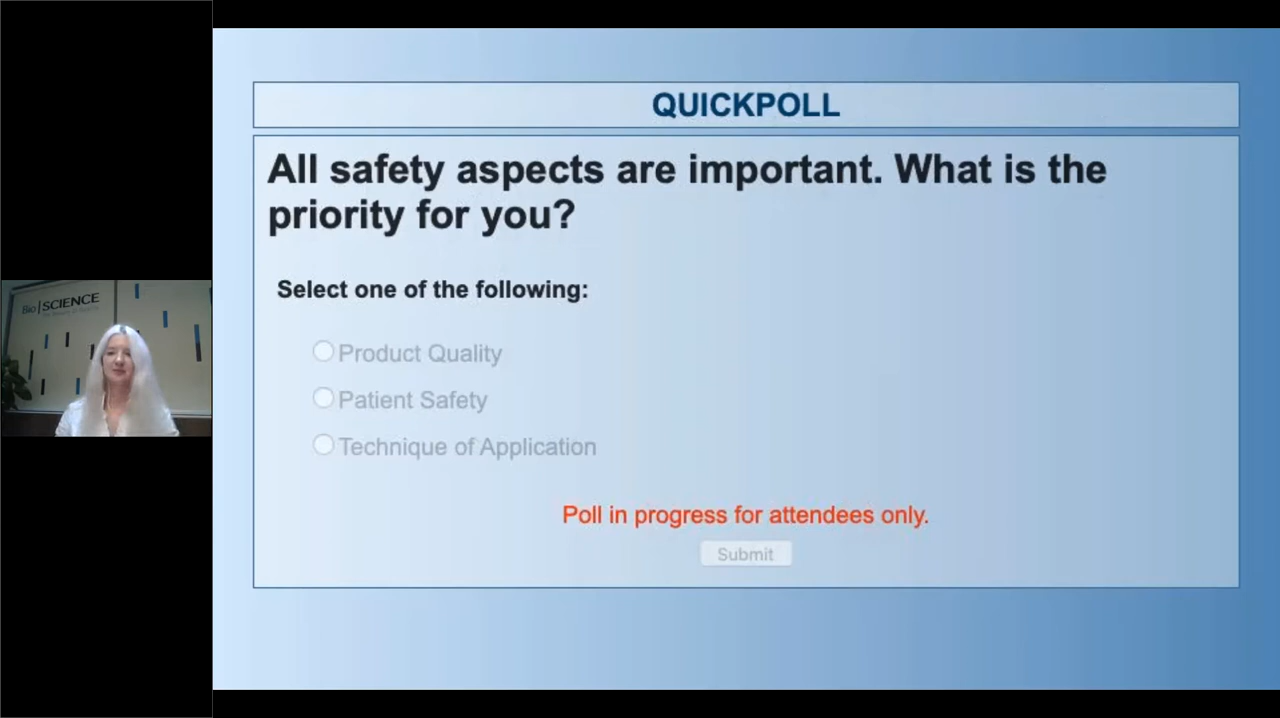 QUICKPOLL
All safety aspects are important. What is the
priority for you?
Select one of the following:
Product Quality
Patient Safety
Technique of Application
Poll in progress for attendees only.
Submit
Bio|SCIENCE